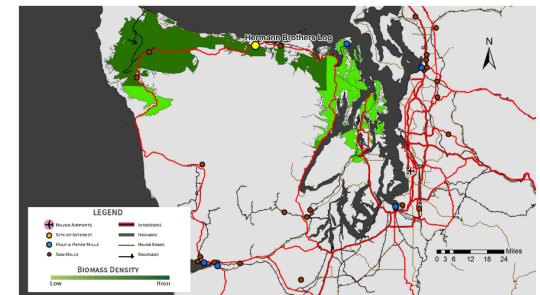 Hermann Brothers Log
N
LEGEND
MAJOR AIRPORTS
INTERSTATES
SITE OF INTEREST
HIGHWAYS
PULP & PAPER MILLS
MAJOR ROADS
SAW MILLS
RAILROADS
BIOMASS DENSITY
LOW HIGH
Miles
0 3 6 12 18 24